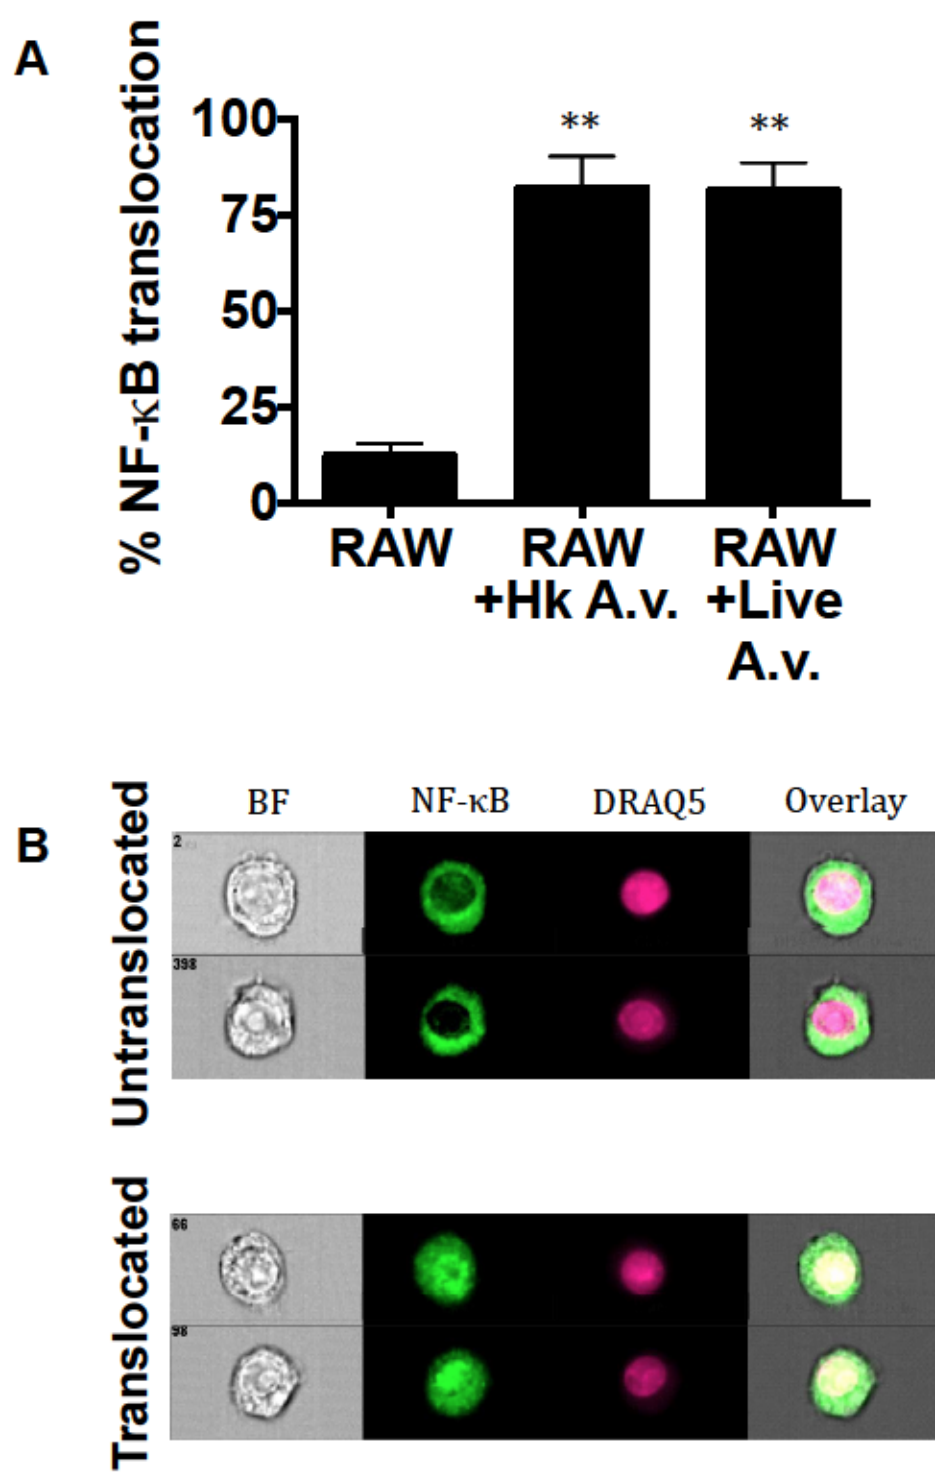 A
% NF-κB translocation
100
75
50
25
0
**
**
RAW
RAW
+Hk A.v.
RAW
+Live
A.v.
B
Untranslocated
BF
NF-κB
DRAQ5
Overlay
2
398
Translocated
66
98